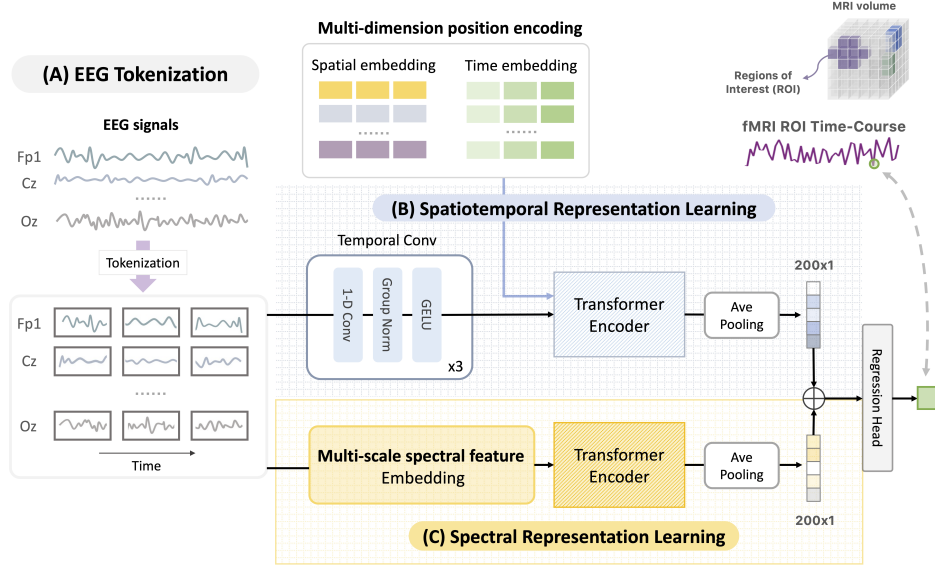 (A) EEG Tokenization
EEG signals
Fp1
Cz
......
Oz
Tokenization
Fp1
Cz
......
Oz
Time
Multi-dimension position encoding
Spatial embedding
Time embedding
......
......
MRI volume
Regions of
Interest (ROI)
fMRI ROI Time-Course
(B) Spatiotemporal Representation Learning
Temporal Conv
1-D Conv
Group Norm
GELU
x3
Transformer
Encoder
Ave
Pooling
200x1
Multi-scale spectral feature
Embedding
Transformer
Encoder
Ave
Pooling
200x1
Regression Head
(C) Spectral Representation Learning